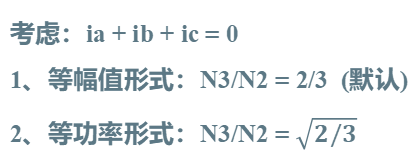 考虑：ia + ib + ic = 0
1、等幅值形式：N3/N2 = 2/3（默认）
2、等功率形式：N3/N2 = √2/3